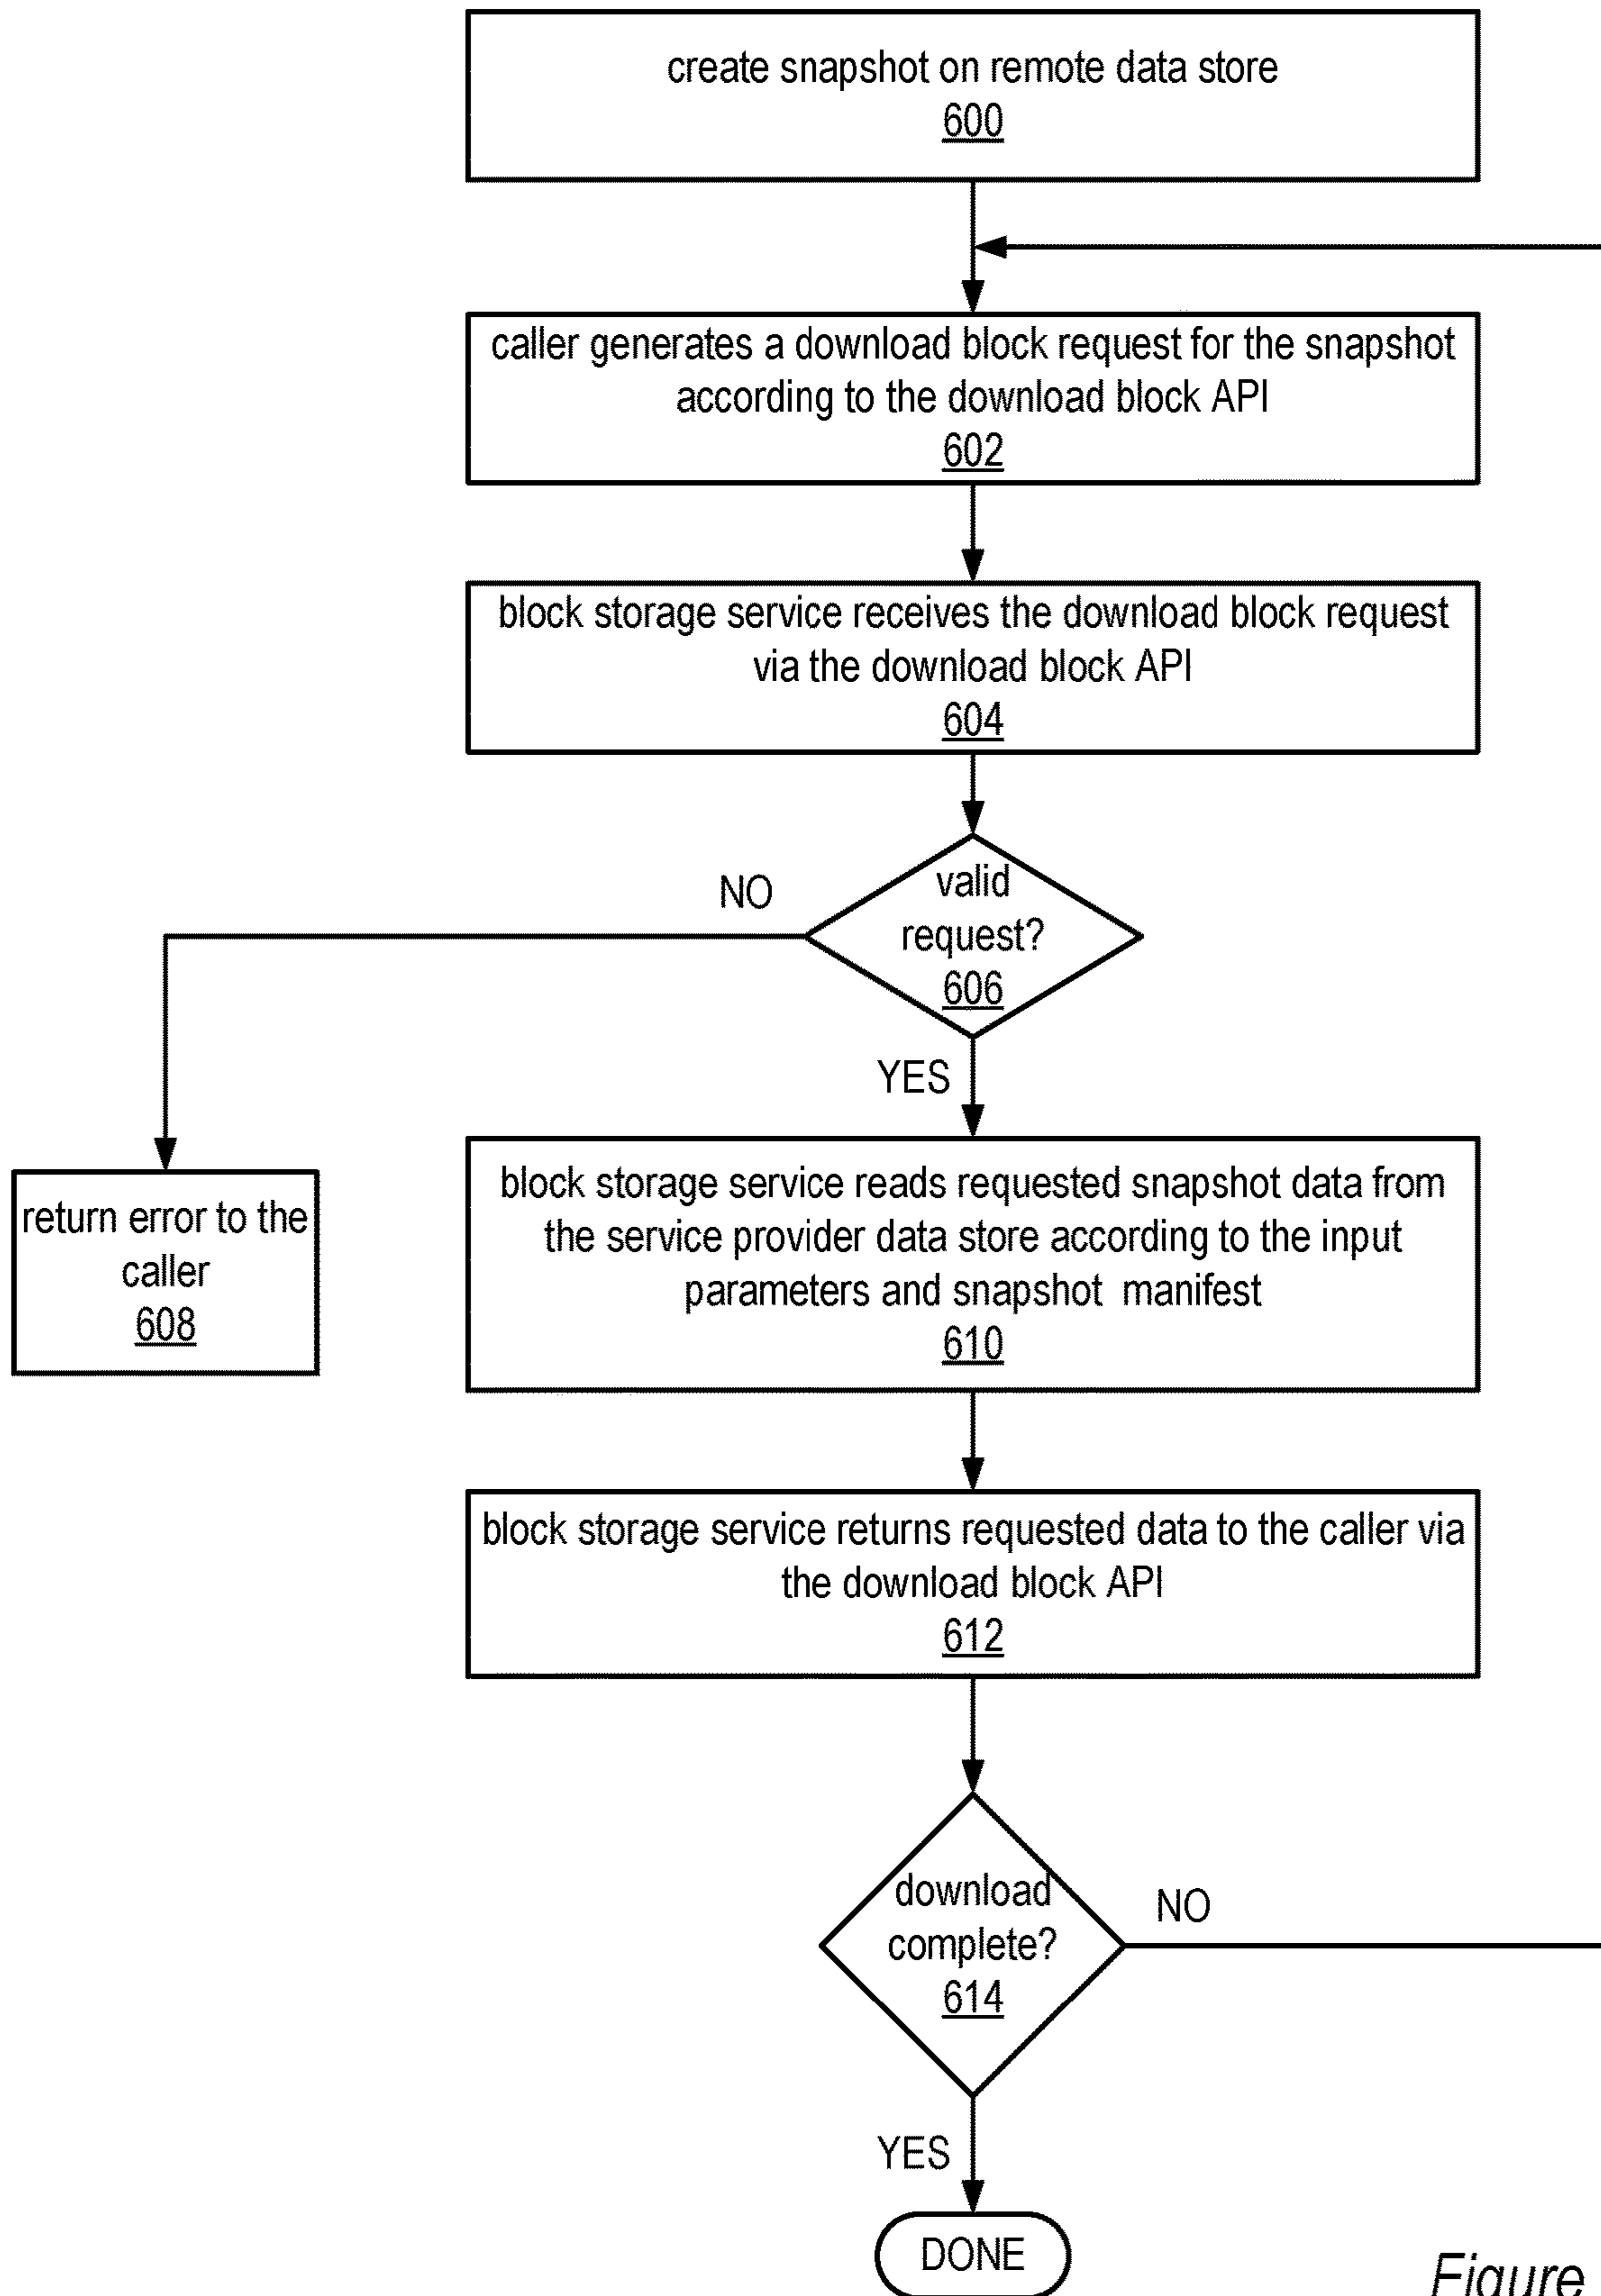 create snapshot on remote data store
600
caller generates a download block request for the snapshot
according to the download block API
602
block storage service receives the download block request
via the download block API
604
valid
request?
606
NO
YES
return error to the
caller
608
block storage service reads requested snapshot data from
the service provider data store according to the input
parameters and snapshot manifest
610
block storage service returns requested data to the caller via
the download block API
612
download
complete?
614
NO
YES
DONE
Figure